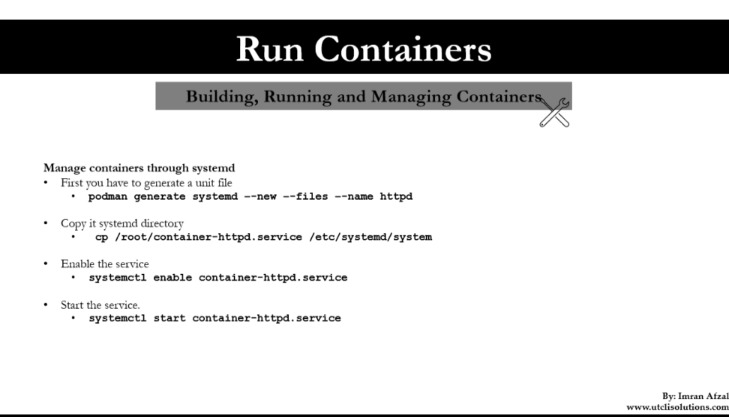 Run Containers
Building, Running and Managing Containers
Manage containers through systemd
• First you have to generate a unit file
• podman generate systemd --new --files --name httpd
• Copy it systemd directory
• cp /root/container-httpd.service /etc/systemd/system
• Enable the service
• systemctl enable container-httpd.service
• Start the service.
• systemctl start container-httpd.service
By: Imran Afzal
www.utclisolutions.com